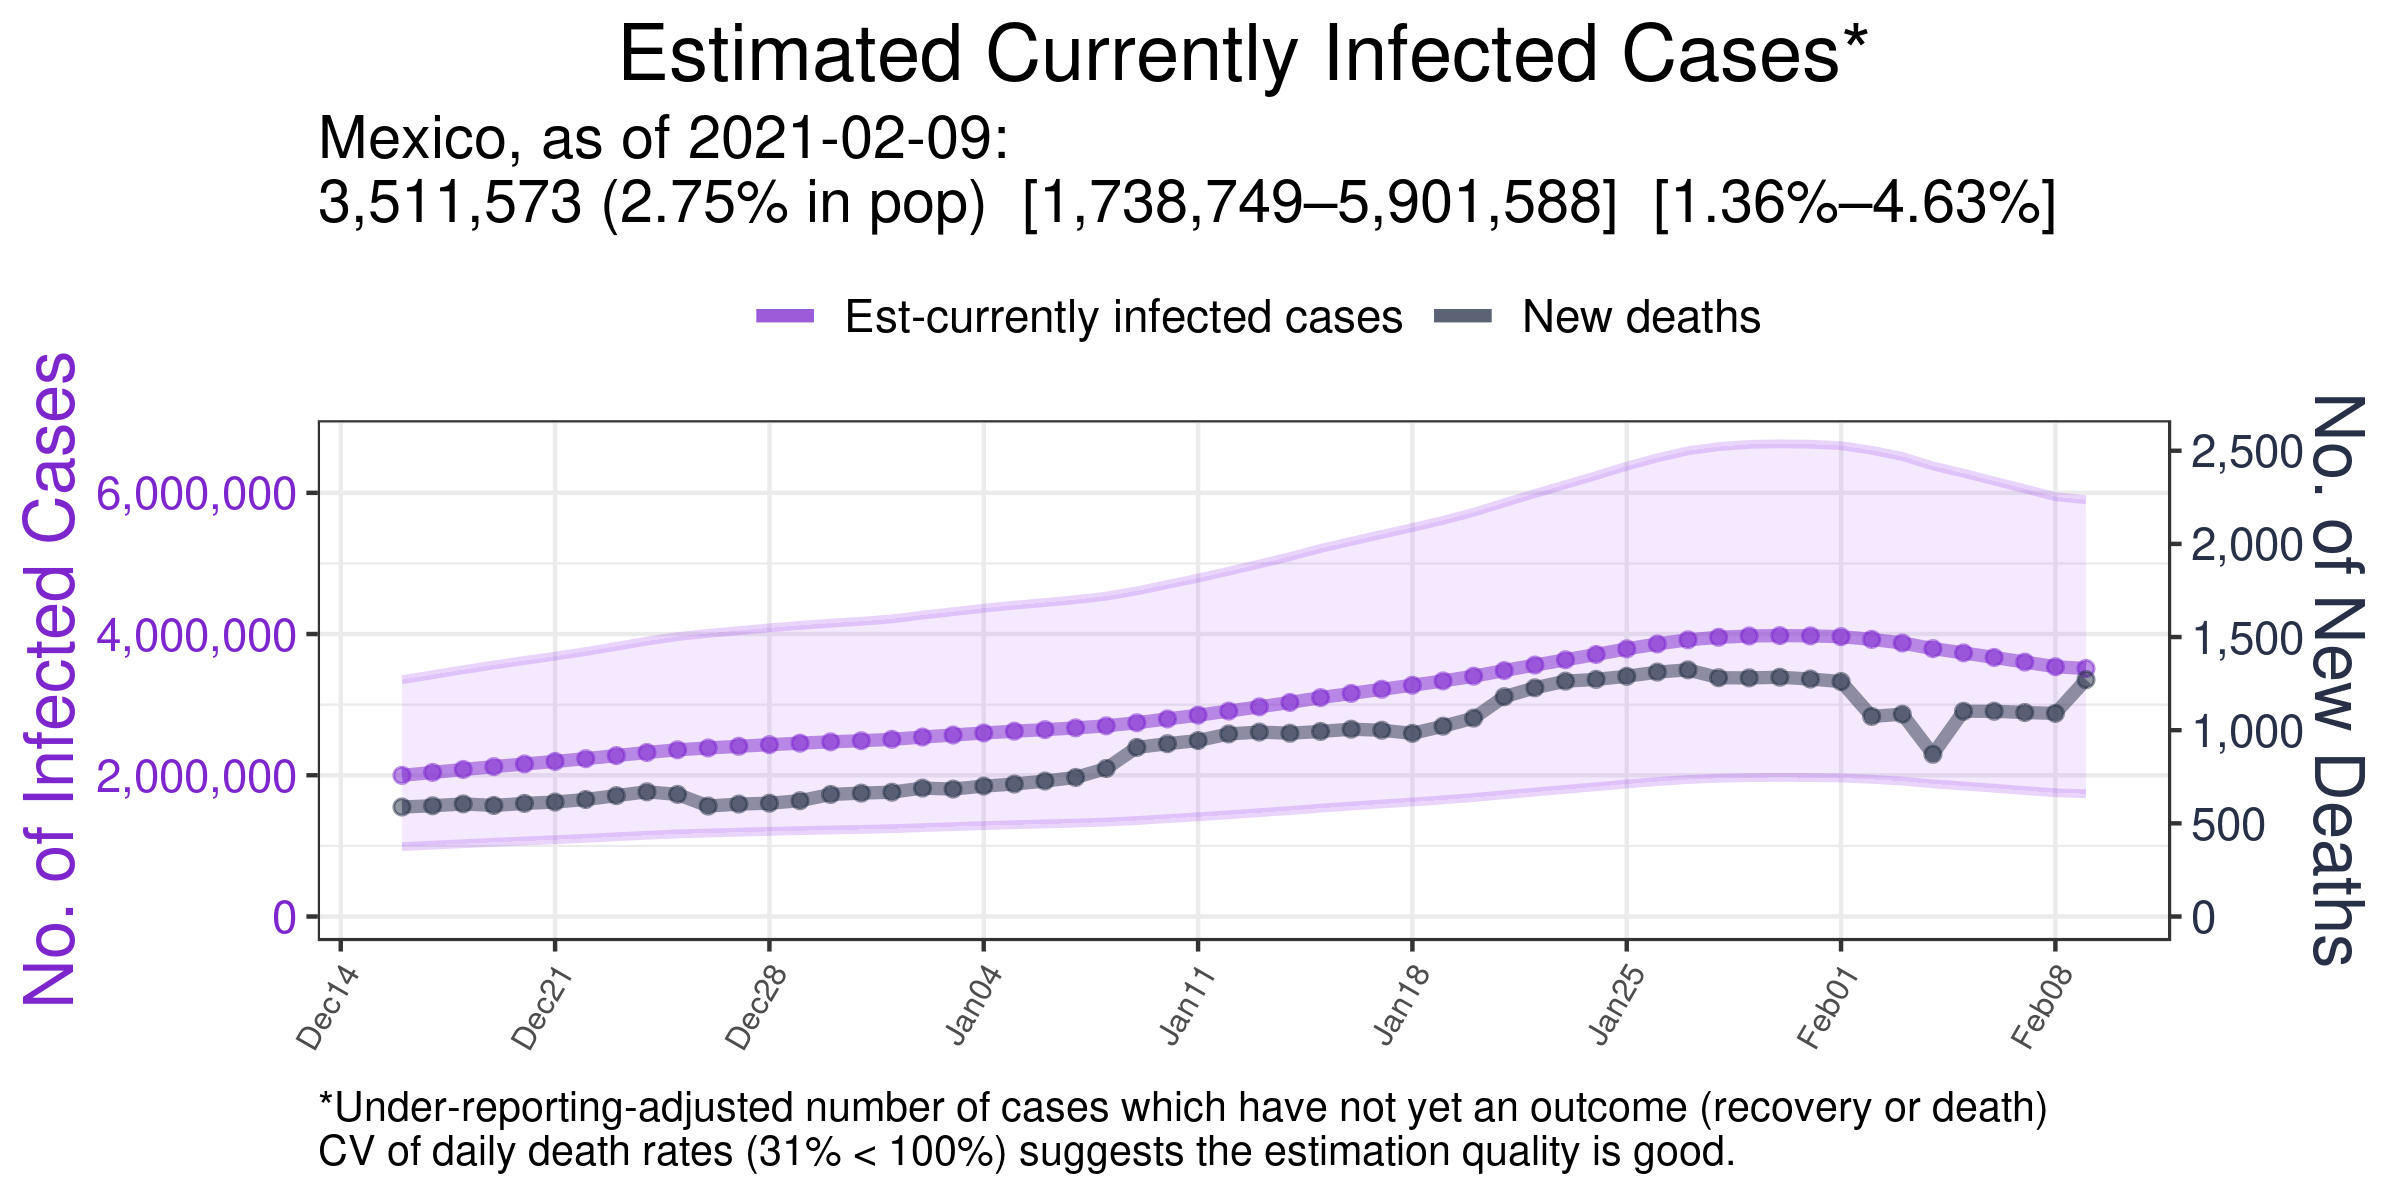 Estimated Currently Infected Cases*
Mexico, as of 2021-02-09:
3,511,573 (2.75% in pop) [1,738,749–5,901,588] [1.36%–4.63%]
Est-currently infected cases New deaths
No. of Infected Cases
6,000,000
4,000,000
2,000,000
0
2,500
2,000
1,500
1,000
500
0
No. of New Deaths
Dec14 Dec21 Dec28 Jan04 Jan11 Jan18 Jan25 Feb01 Feb08
*Under-reporting-adjusted number of cases which have not yet an outcome (recovery or death)
CV of daily death rates (31% < 100%) suggests the estimation quality is good.